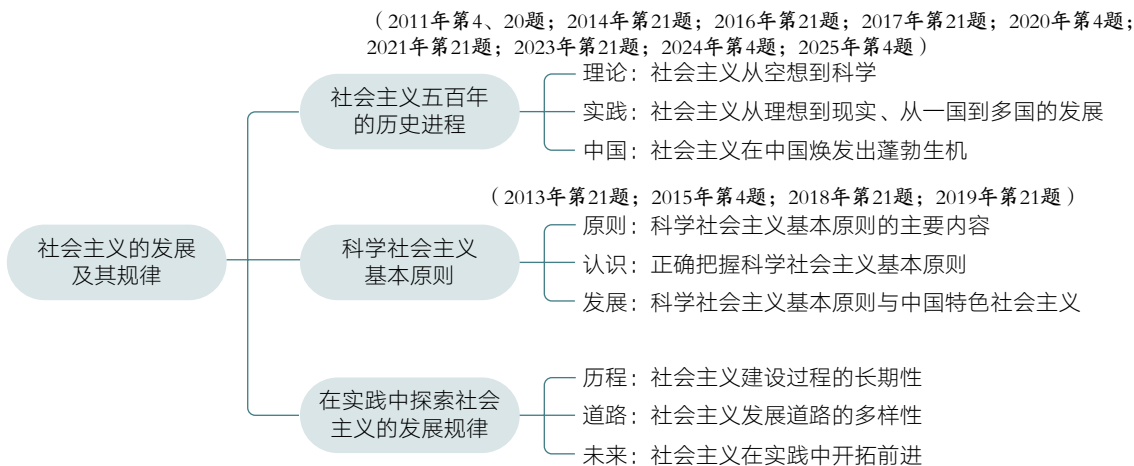 （2011年第4、20题；2014年第21题；2016年第21题；2017年第21题；2020年第4题；
2021年第21题；2023年第21题；2024年第4题；2025年第4题）
社会主义五百年
的历史进程
理论：社会主义从空想到科学
实践：社会主义从理想到现实、从一国到多国的发展
中国：社会主义在中国焕发出蓬勃生机
社会主义的发展
及其规律
（2013年第21题；2015年第4题；2018年第21题；2019年第21题）
科学社会主义
基本原则
原则：科学社会主义基本原则的主要内容
认识：正确把握科学社会主义基本原则
发展：科学社会主义基本原则与中国特色社会主义
在实践中探索社会
主义的发展规律
历程：社会主义建设过程的长期性
道路：社会主义发展道路的多样性
未来：社会主义在实践中开拓前进